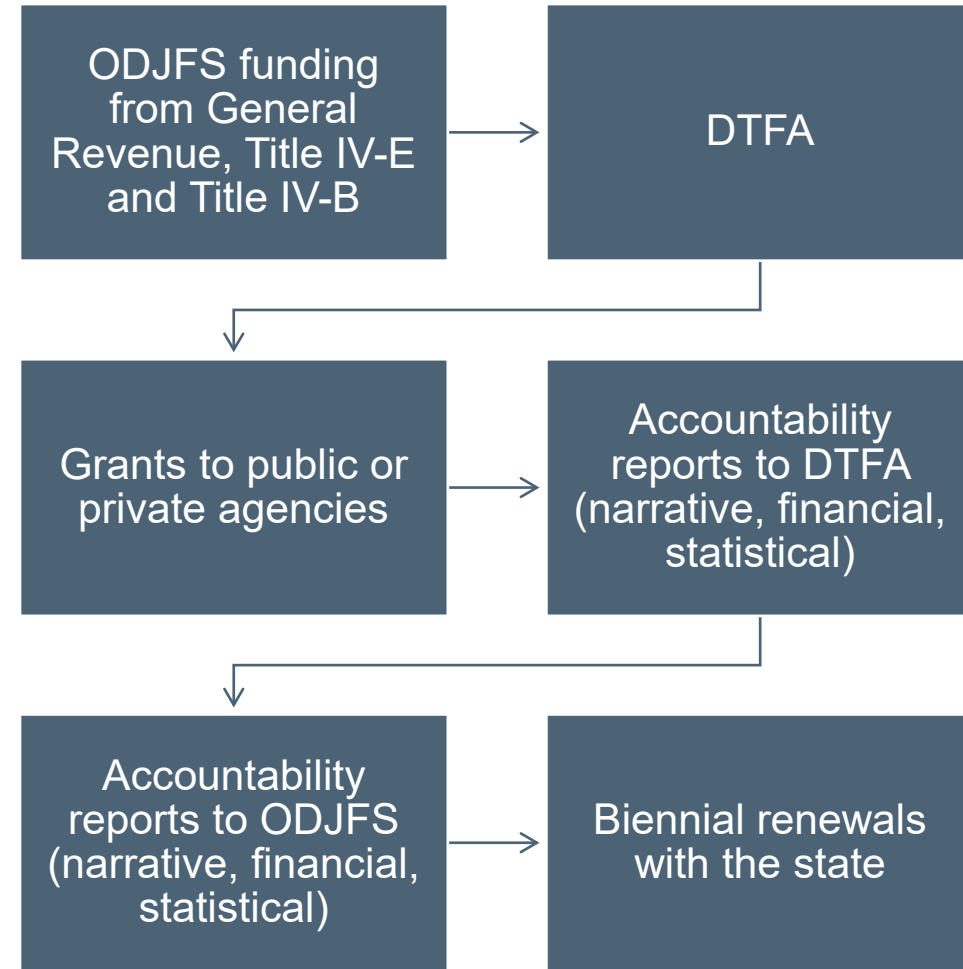 ODJFS funding
from General
Revenue, Title IV-E
and Title IV-B
DTFA
Grants to public or
private agencies
Accountability
reports to DTFA
(narrative, financial,
statistical)
Accountability
reports to ODJFS
(narrative, financial,
statistical)
Biennial renewals
with the state